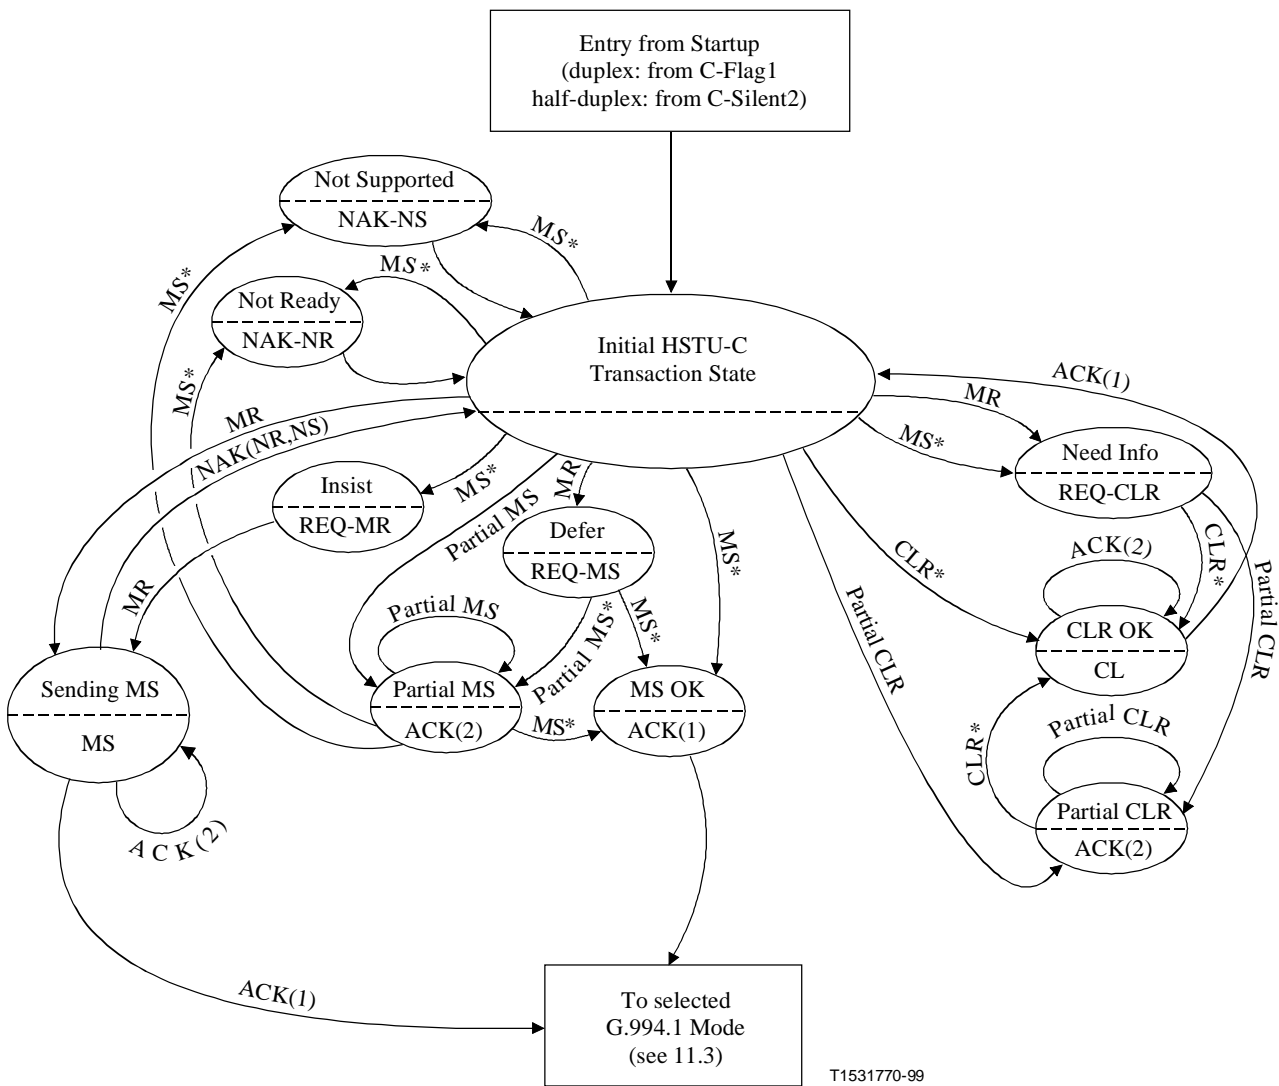 Entry from Startup
(duplex: from C-Flag1
half-duplex: from C-Silent2)
Not Supported
NAK-NS
MS*
MS*
MS*
Not Ready
NAK-NR
MS*
Initial HSTU-C
Transaction State
ACK(1)
MR
MS*
Need Info
REQ-CLR
MR
NAK(NR,NS)
MS*
Insist
REQ-MR
Partial MS
MR
Defer
REQ-MS
MS*
CLR*
Partial CLR
ACK(2)
CLR*
Partial CLR
MR
Partial MS
Partial MS*
MS*
CLR OK
CL
Sending MS
MS
Partial MS
ACK(2)
MS*
MS OK
ACK(1)
CLR*
Partial CLR
Partial CLR
ACK(2)
ACK(2)
ACK(1)
To selected
G.994.1 Mode
(see 11.3)
T1531770-99